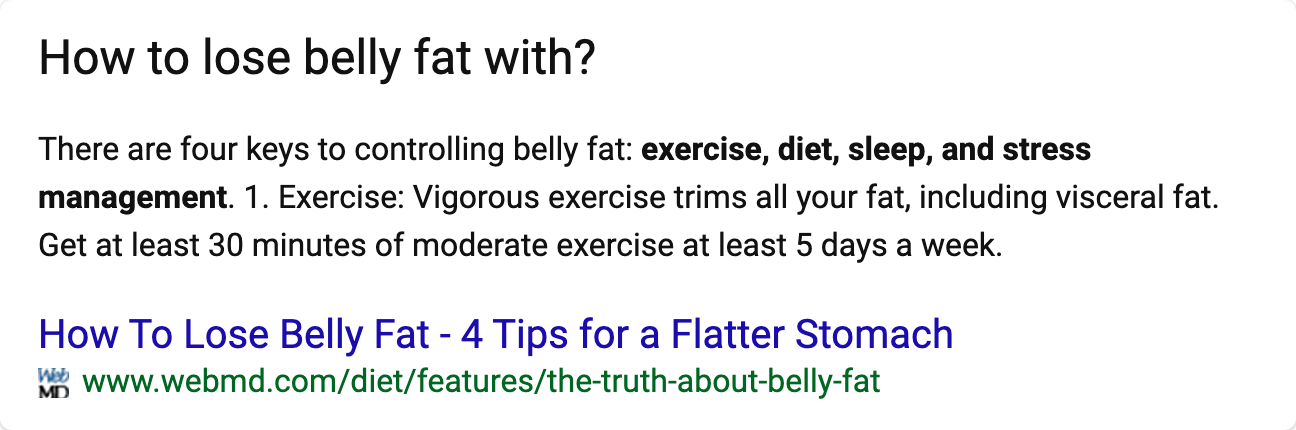 How to lose belly fat with?
There are four keys to controlling belly fat: exercise, diet, sleep, and stress
management. 1. Exercise: Vigorous exercise trims all your fat, including visceral fat.
Get at least 30 minutes of moderate exercise at least 5 days a week.
How To Lose Belly Fat - 4 Tips for a Flatter Stomach
Web
MD www.webmd.com/diet/features/the-truth-about-belly-fat